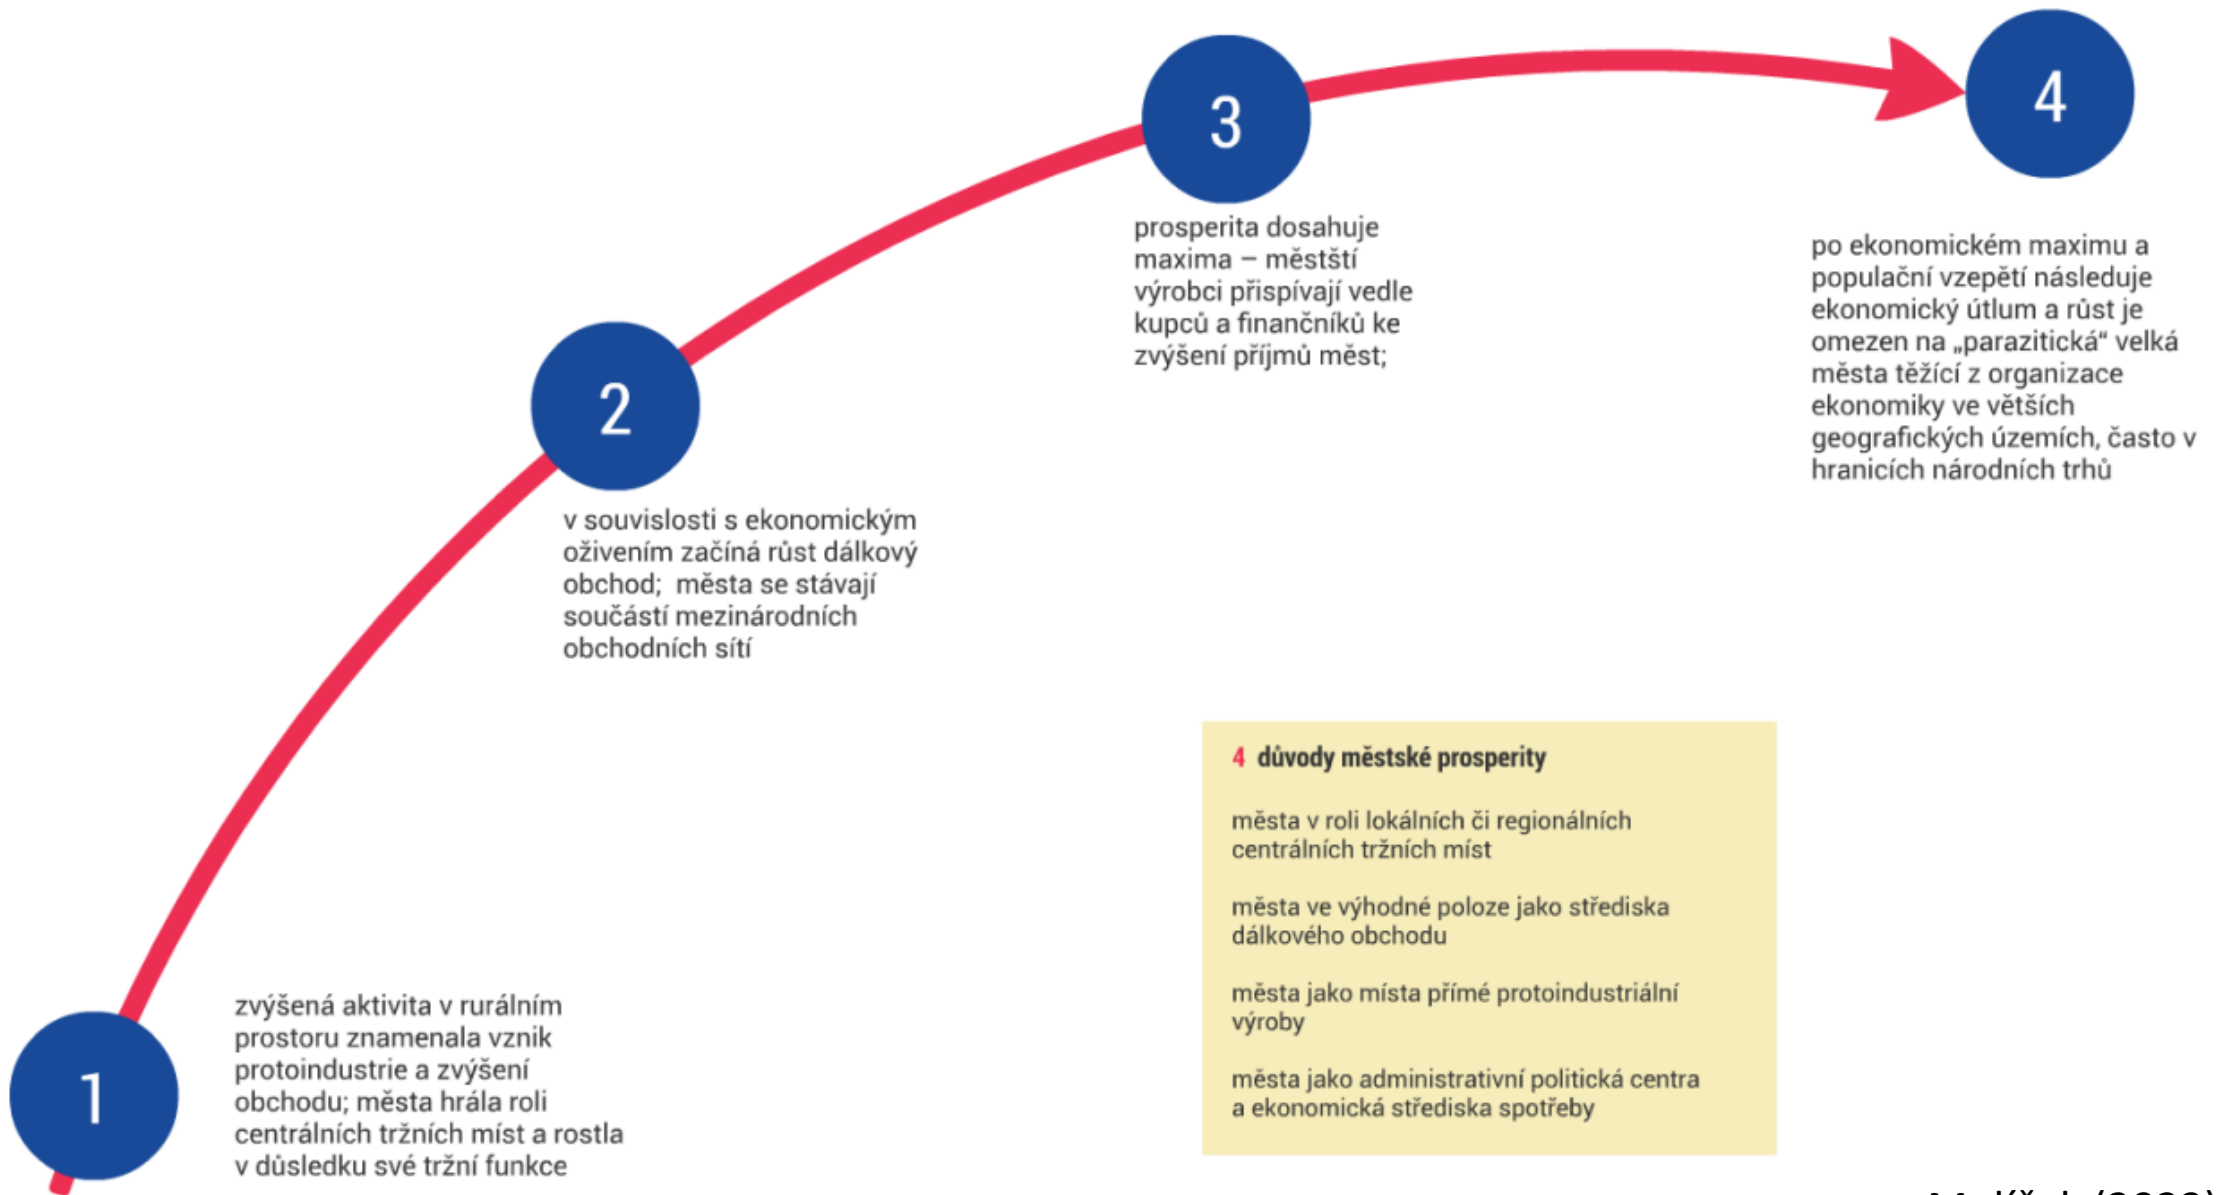 1
zvýšená aktivita v rurálním
prostoru znamenala vznik
protoindustrie a zvýšení
obchodu; města hrála roli
centrálních tržních míst a rostla
v důsledku své tržní funkce
2
v souvislosti s ekonomickým
oživením začíná růst dálkový
obchod;  města se stávají
součástí mezinárodních
obchodních sítí
3
prosperita dosahuje
maxima – městští
výrobci přispívají vedle
kupců a finančníků ke
zvýšení příjmů měst;
4
po ekonomickém maximu a
populační vzepětí následuje
ekonomický útlum a růst je
omezen na „parazitická“ velká
města těžící z organizace
ekonomiky ve větších
geografických územích, často v
hranicích národních trhů
4 důvody městské prosperity
města v roli lokálních či regionálních
centrálních tržních míst
města ve výhodné poloze jako střediska
dálkového obchodu
města jako místa přímé protoindustriální
výroby
města jako administrativní politická centra
a ekonomická střediska spotřeby